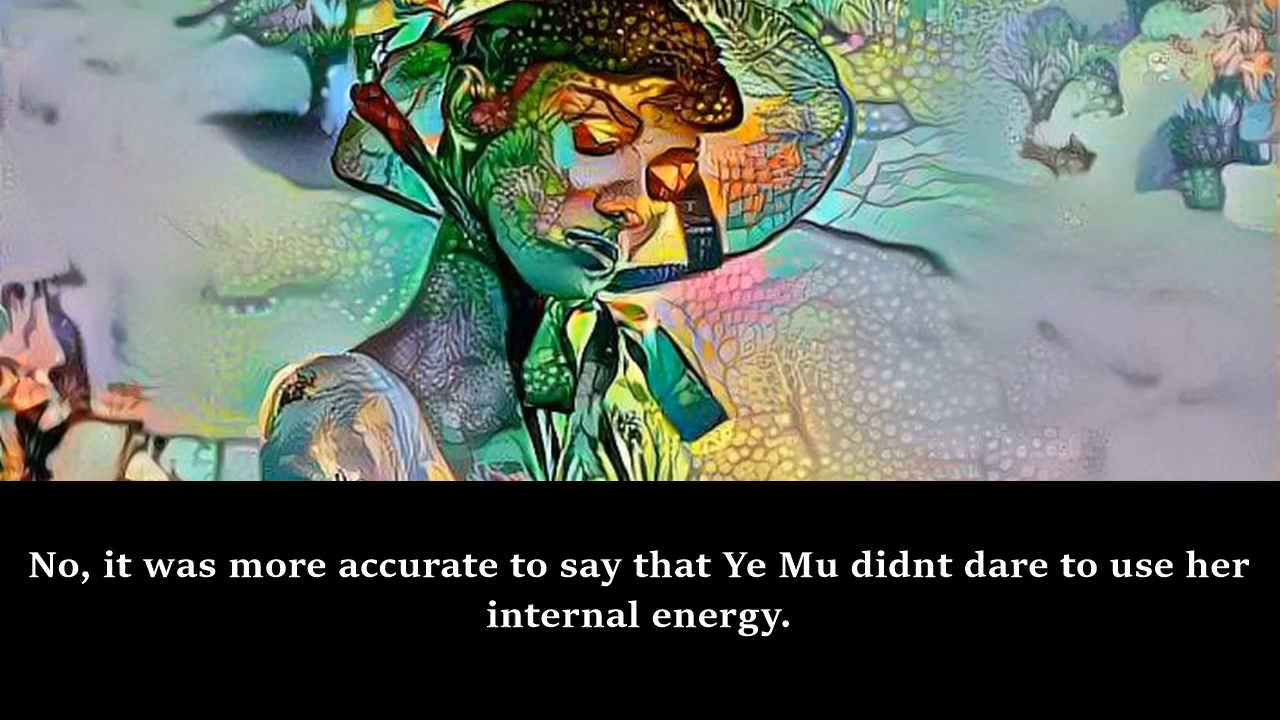 No, it was more accurate to say that Ye Mu didnt dare to use her
internal energy.